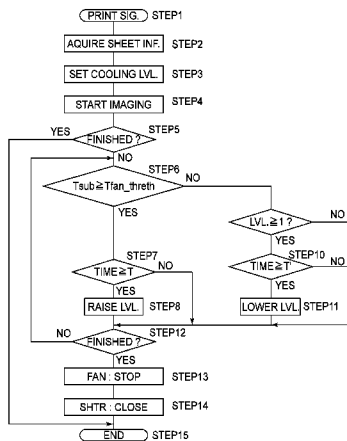 PRINT SIG. STEP1
AQUIRE SHEET INF. STEP2
SET COOLING LVL. STEP3
START IMAGING STEP4
YES FINISHED ? STEP5
NO
STEP6
Tsub≧Tfan_threth NO
YES
LVL.≧1 ? NO
YES
STEP7 STEP10
TIME≧T NO TIME≧T' NO
YES YES
RAISE LVL. STEP8 LOWER LVL. STEP11
NO FINISHED ? STEP12
YES
FAN : STOP STEP13
SHTR : CLOSE STEP14
END STEP15